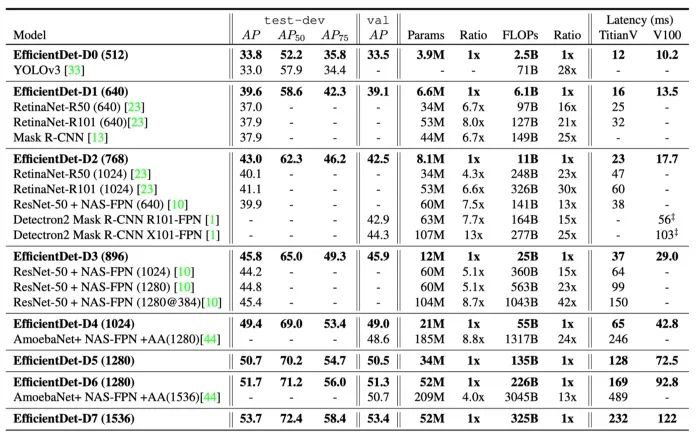 test-dev val Latency (ms)
Model AP AP50 AP75 AP Params Ratio FLOPs Ratio TitianV V100
EfficientDet-D0 (512) 33.8 52.2 35.8 33.5 3.9M 1x 2.5B 1x 12 10.2
YOLOv3 [33] 33.0 57.9 34.4 - - - 71B 28x - -
EfficientDet-D1 (640) 39.6 58.6 42.3 39.1 6.6M 1x 6.1B 1x 16 13.5
RetinaNet-R50 (640) [23] 37.0 - - - 34M 6.7x 97B 16x 25 -
RetinaNet-R101 (640)[23] 37.9 - - - 53M 8.0x 127B 21x 32 -
Mask R-CNN [13] 37.9 - - - 44M 6.7x 149B 25x - -
EfficientDet-D2 (768) 43.0 62.3 46.2 42.5 8.1M 1x 11B 1x 23 17.7
RetinaNet-R50 (1024) [23] 40.1 - - - 34M 4.3x 248B 23x 47 -
RetinaNet-R101 (1024) [23] 41.1 - - - 53M 6.6x 326B 30x 60 -
ResNet-50 + NAS-FPN (640) [10] 39.9 - - - 60M 7.5x 141B 13x 38 -
Detectron2 Mask R-CNN R101-FPN [1] - - - 42.9 63M 7.7x 164B 15x - 56‡
Detectron2 Mask R-CNN X101-FPN [1] - - - 44.3 107M 13x 277B 25x - 103‡
EfficientDet-D3 (896) 45.8 65.0 49.3 45.9 12M 1x 25B 1x 37 29.0
ResNet-50 + NAS-FPN (1024) [10] 44.2 - - - 60M 5.1x 360B 15x 64 -
ResNet-50 + NAS-FPN (1280) [10] 44.8 - - - 60M 5.1x 563B 23x 99 -
ResNet-50 + NAS-FPN (1280@384)[10] 45.4 - - - 104M 8.7x 1043B 42x 150 -
EfficientDet-D4 (1024) 49.4 69.0 53.4 49.0 21M 1x 55B 1x 65 42.8
AmoebaNet+ NAS-FPN +AA(1280)[44] - - - 48.6 185M 8.8x 1317B 24x 246 -
EfficientDet-D5 (1280) 50.7 70.2 54.7 50.5 34M 1x 135B 1x 128 72.5
EfficientDet-D6 (1280) 51.7 71.2 56.0 51.3 52M 1x 226B 1x 169 92.8
AmoebaNet+ NAS-FPN +AA(1536)[44] - - - 50.7 209M 4.0x 3045B 13x 489 -
EfficientDet-D7 (1536) 53.7 72.4 58.4 53.4 52M 1x 325B 1x 232 122